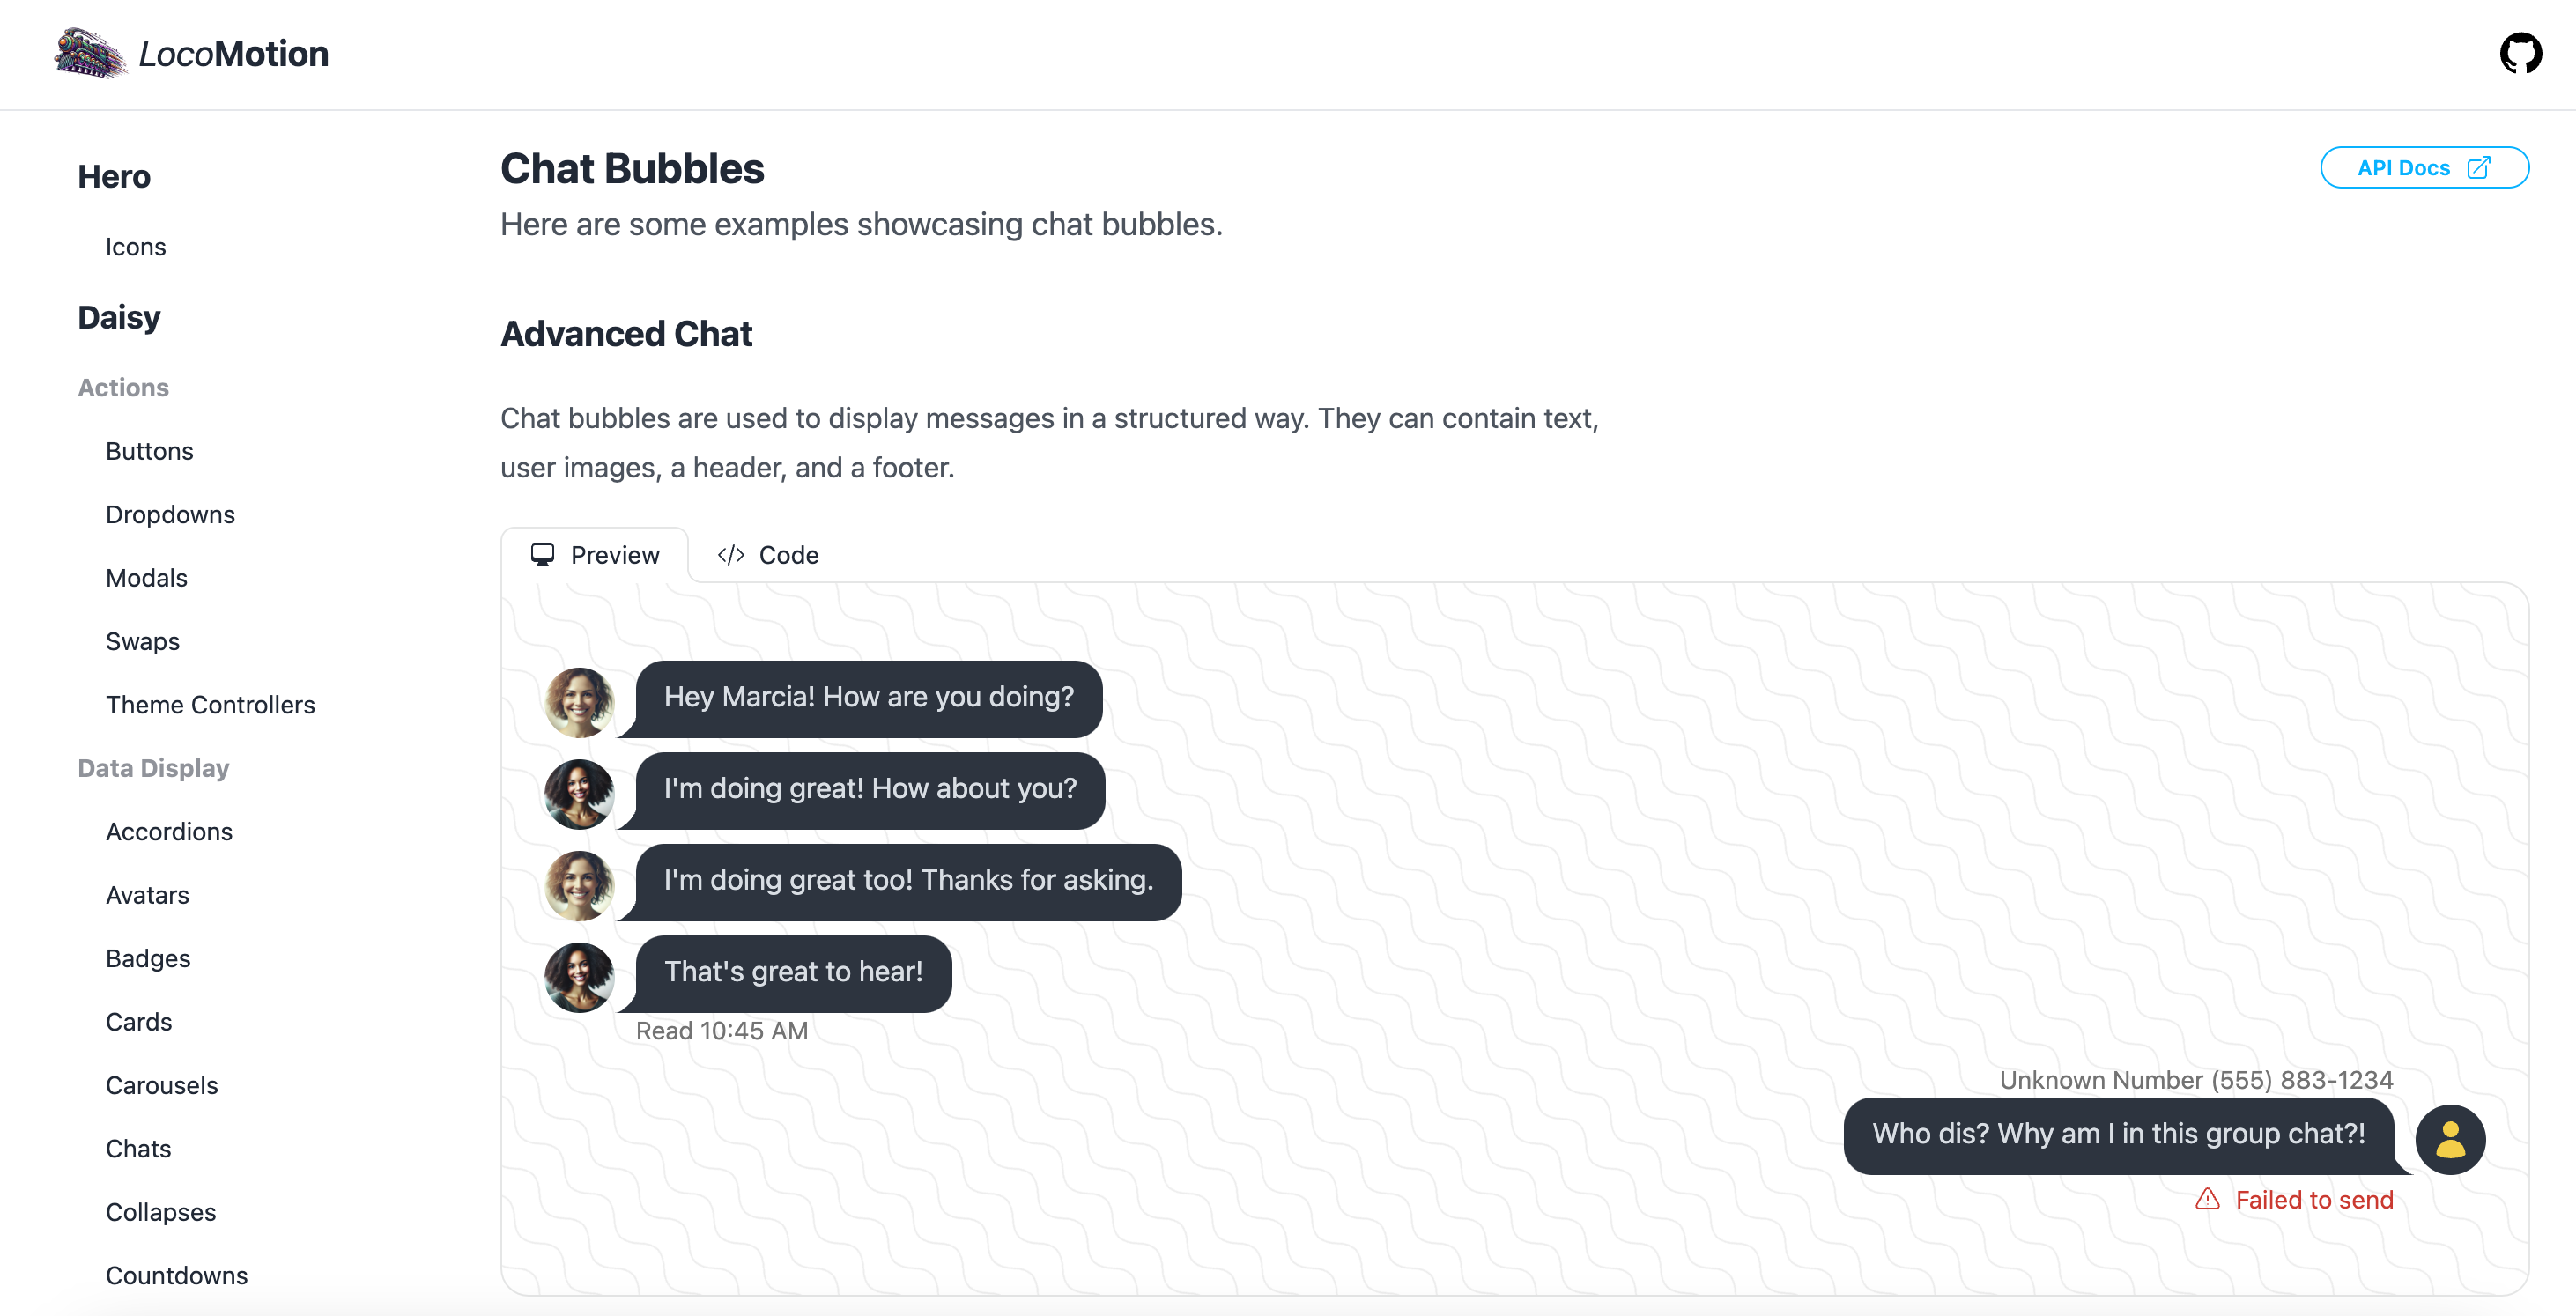 LocoMotion
Hero
Icons
Daisy
Actions
Buttons
Dropdowns
Modals
Swaps
Theme Controllers
Data Display
Accordions
Avatars
Badges
Cards
Carousels
Chats
Collapses
Countdowns
Chat Bubbles
API Docs
Here are some examples showcasing chat bubbles.
Advanced Chat
Chat bubbles are used to display messages in a structured way. They can contain text,
user images, a header, and a footer.
Preview
</> Code
Hey Marcia! How are you doing?
I'm doing great! How about you?
I'm doing great too! Thanks for asking.
That's great to hear!
Read 10:45 AM
Unknown Number (555) 883-1234
Who dis? Why am I in this group chat?!
Failed to send